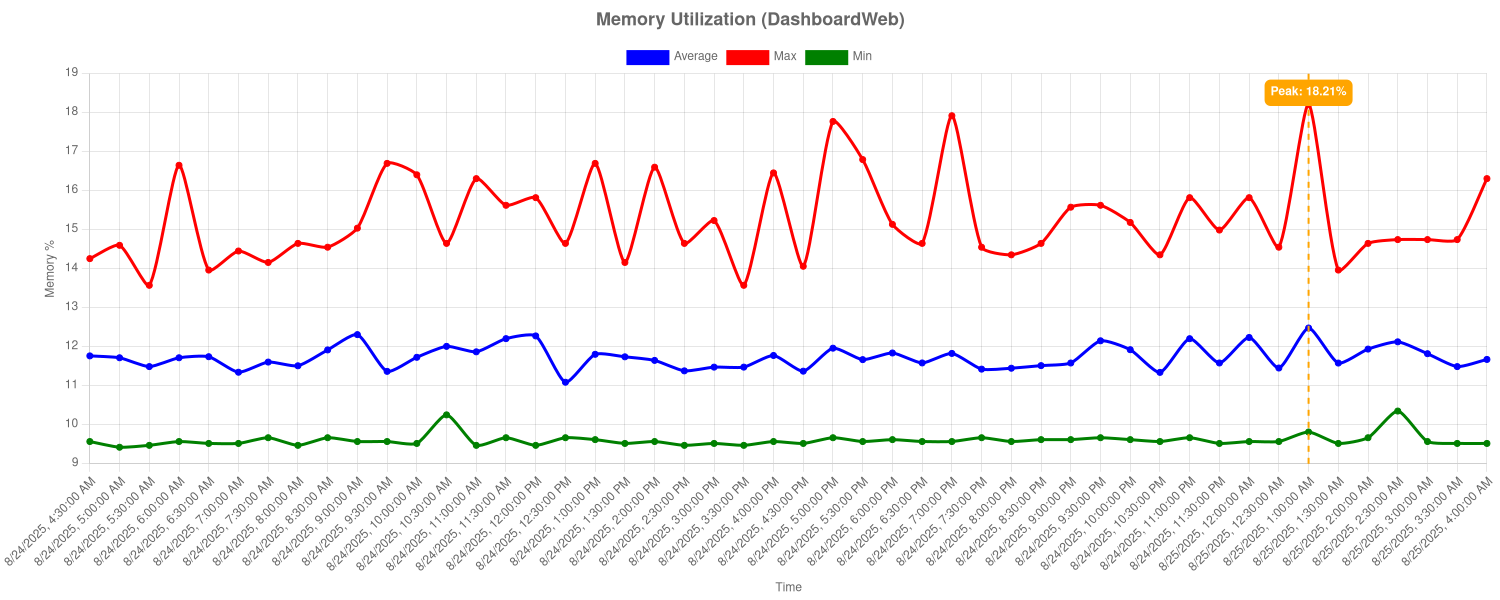 Memory Utilization (DashboardWeb)
Average Max Min
Peak: 18.21%
19
18
17
16
15
14
13
12
11
10
9
Memory %
8/24/2025, 4:30:00 AM
8/24/2025, 5:00:00 AM
8/24/2025, 5:30:00 AM
8/24/2025, 6:00:00 AM
8/24/2025, 6:30:00 AM
8/24/2025, 7:00:00 AM
8/24/2025, 7:30:00 AM
8/24/2025, 8:00:00 AM
8/24/2025, 8:30:00 AM
8/24/2025, 9:00:00 AM
8/24/2025, 9:30:00 AM
8/24/2025, 10:00:00 AM
8/24/2025, 10:30:00 AM
8/24/2025, 11:00:00 AM
8/24/2025, 11:30:00 AM
8/24/2025, 12:00:00 PM
8/24/2025, 12:30:00 PM
8/24/2025, 1:00:00 PM
8/24/2025, 1:30:00 PM
8/24/2025, 2:00:00 PM
8/24/2025, 2:30:00 PM
8/24/2025, 3:00:00 PM
8/24/2025, 3:30:00 PM
8/24/2025, 4:00:00 PM
8/24/2025, 4:30:00 PM
8/24/2025, 5:00:00 PM
8/24/2025, 5:30:00 PM
8/24/2025, 6:00:00 PM
8/24/2025, 6:30:00 PM
8/24/2025, 7:00:00 PM
8/24/2025, 7:30:00 PM
8/24/2025, 8:00:00 PM
8/24/2025, 8:30:00 PM
8/24/2025, 9:00:00 PM
8/24/2025, 9:30:00 PM
8/24/2025, 10:00:00 PM
8/24/2025, 10:30:00 PM
8/24/2025, 11:00:00 PM
8/24/2025, 11:30:00 PM
8/25/2025, 12:00:00 AM
8/25/2025, 12:30:00 AM
8/25/2025, 1:00:00 AM
8/25/2025, 1:30:00 AM
8/25/2025, 2:00:00 AM
8/25/2025, 2:30:00 AM
8/25/2025, 3:00:00 AM
8/25/2025, 3:30:00 AM
8/25/2025, 4:00:00 AM
Time